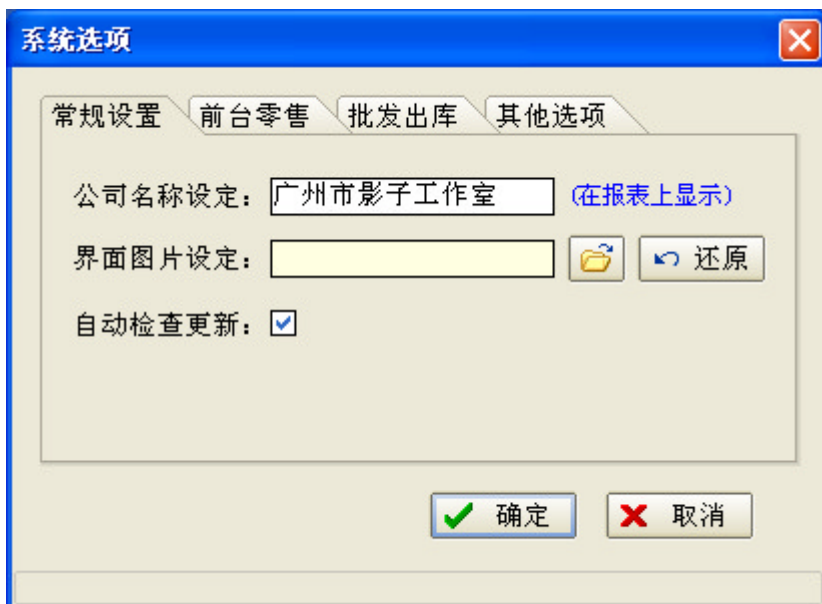 系统选项
常规设置 前台零售 批发出库 其他选项
公司名称设定： 广州市影子工作室 (在报表上显示)
界面图片设定： 还原
自动检查更新：
确定 取消